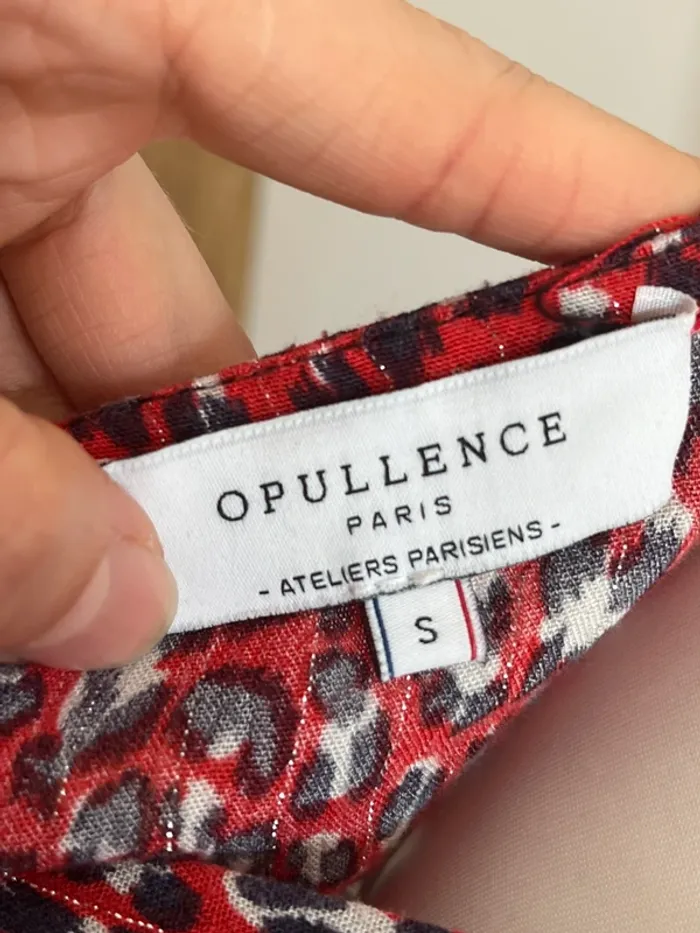 OPULLENCE
PARIS
- ATELIERS PARISIENS -
S